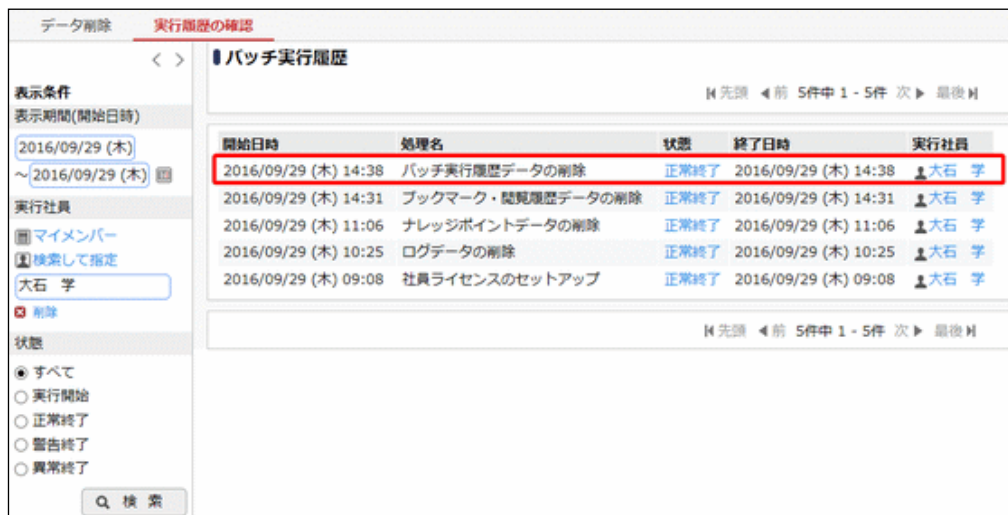 データ削除 実行履歴の確認
表示条件
表示期間(開始日時)
2016/09/29 (木)
～2016/09/29 (木)
実行社員
マイメンバー
検索して指定
大石 学
削除
状態
すべて
実行開始
正常終了
警告終了
異常終了
検 索
バッチ実行履歴
先頭 前 5件中 1 - 5件 次 最後
開始日時 処理名 状態 終了日時 実行社員
2016/09/29 (木) 14:38 バッチ実行履歴データの削除 正常終了 2016/09/29 (木) 14:38 大石 学
2016/09/29 (木) 14:31 ブックマーク・閲覧履歴データの削除 正常終了 2016/09/29 (木) 14:31 大石 学
2016/09/29 (木) 11:06 ナレッジポイントデータの削除 正常終了 2016/09/29 (木) 11:06 大石 学
2016/09/29 (木) 10:25 ログデータの削除 正常終了 2016/09/29 (木) 10:25 大石 学
2016/09/29 (木) 09:08 社員ライセンスのセットアップ 正常終了 2016/09/29 (木) 09:08 大石 学
先頭 前 5件中 1 - 5件 次 最後